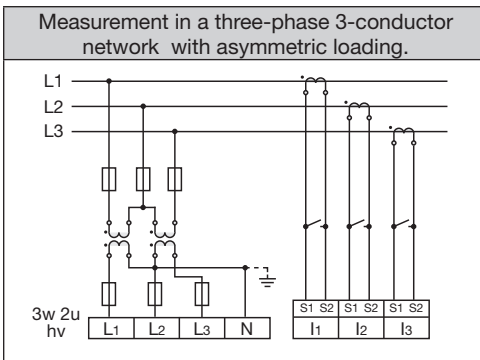 Measurement in a three-phase 3-conductor
network with asymmetric loading.
L1
L2
L3
3w 2u
hv
L1 L2 L3 N
S1 S2 S1 S2 S1 S2
I1 I2 I3